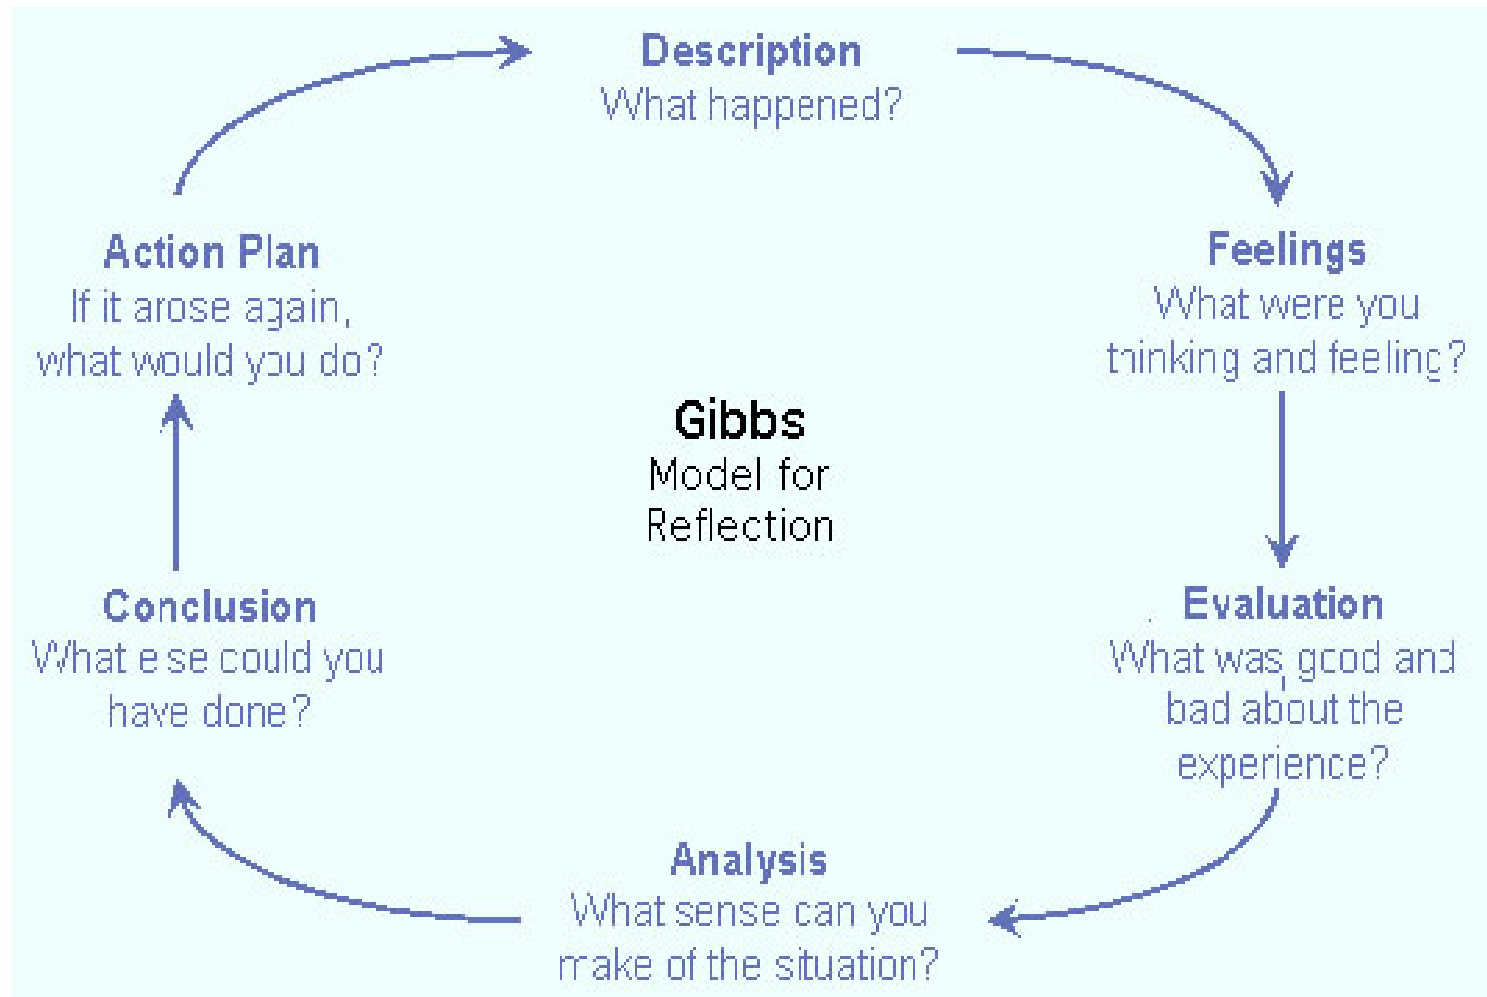 Description
What happened?
Feelings
What were you
thinking and feeling?
Evaluation
What was good and
bad about the
experience?
Analysis
What sense can you
make of the situation?
Conclusion
What else could you
have done?
Action Plan
If it arose again,
what would you do?
Gibbs
Model for
Reflection